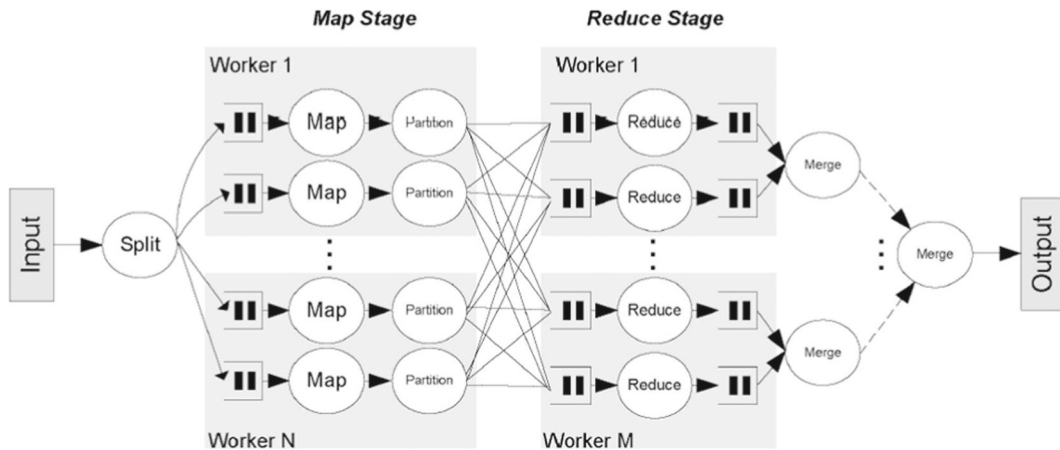 Map Stage
Reduce Stage
Worker 1
Worker 1
Map
Partition
Reduce
Map
Partition
Reduce
Merge
Input
Split
Merge
Output
Map
Partition
Reduce
Merge
Map
Partition
Reduce
Worker N
Worker M